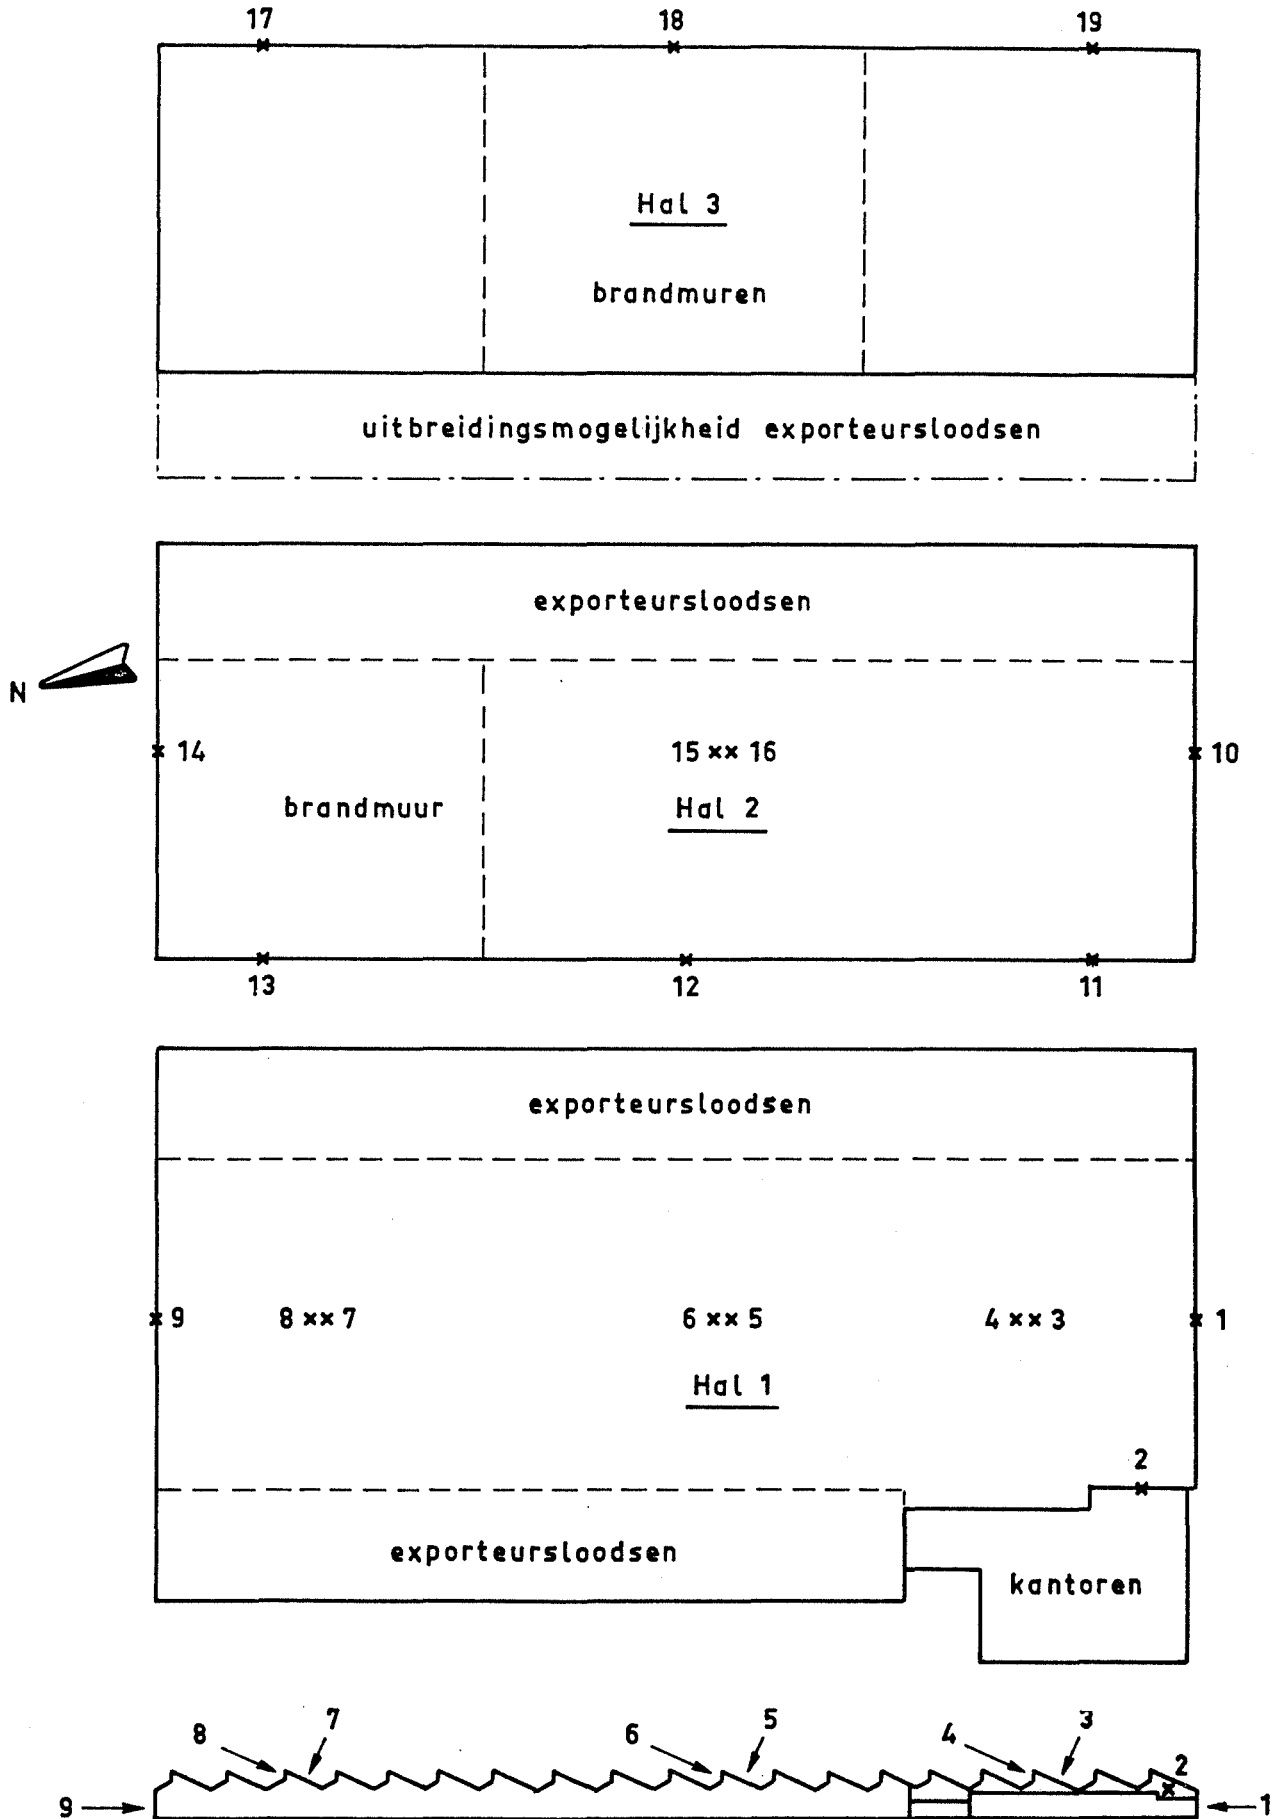 17 18 19
Hal 3
brandmuren
uitbreidingsmogelijkheid exporteursloodsen
exporteursloodsen
N
14 15 16 10
brandmuur Hal 2
13 12 11
exporteursloodsen
9 8 7 6 5 4 3 1
Hal 1
2
exporteursloodsen
kantoren
8 7 6 5 4 3
2
9 1